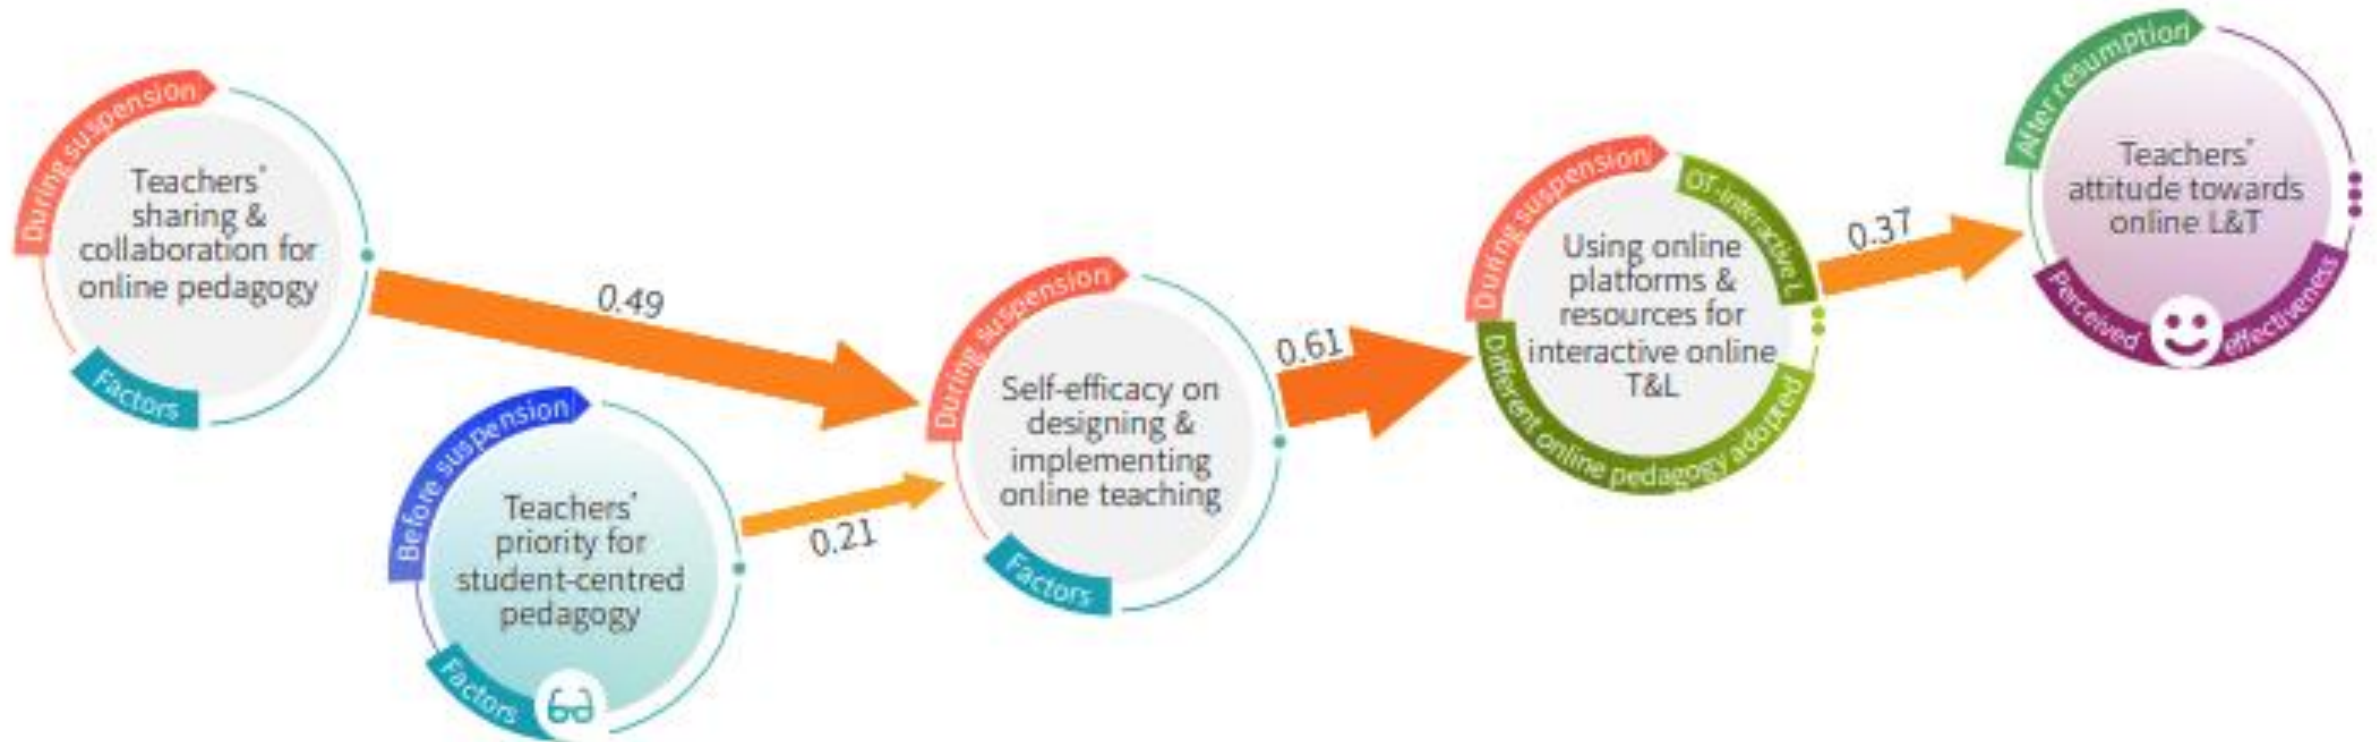 During suspension
Teachers'
sharing &
collaboration for
online pedagogy
Factors
0.49
Before suspension
Teachers'
priority for
student-centred
pedagogy
Factors
0.21
During suspension
Self-efficacy on
designing &
implementing
online teaching
Factors
0.61
During suspension
OT-interactive L
Using online
platforms &
resources for
interactive online
T&L
Different online pedagogy adopted
0.37
After resumption
Teachers'
attitude towards
online L&T
Perceived effectiveness